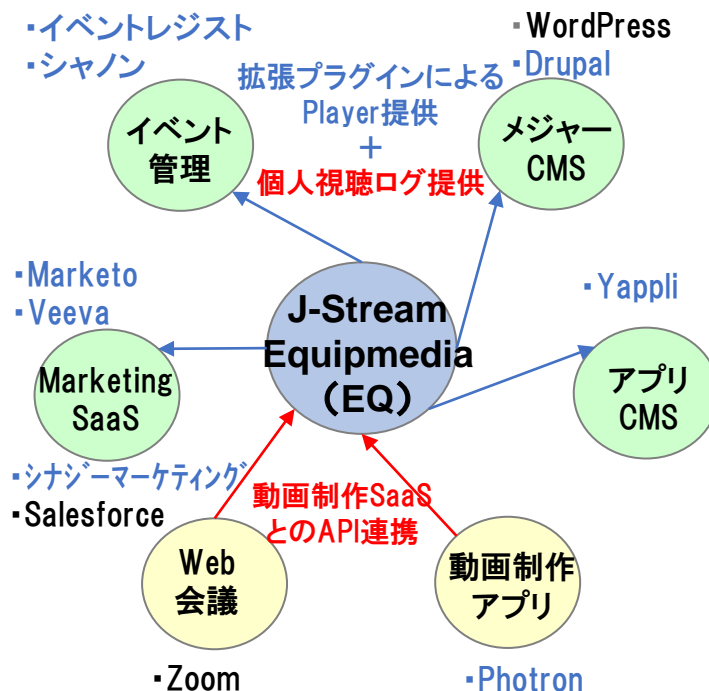 ▪イベントレジスト
▪シャノン
▪WordPress
▪Drupal
拡張プラグインによる
Player提供
+
個人視聴ログ提供
イベント
管理
メジャー
CMS
▪Marketo
▪Veeva
▪Yappli
J-Stream
Equipmedia
（EQ）
Marketing
SaaS
アプリ
CMS
▪シナジーマーケティング
▪Salesforce
動画制作SaaS
とのAPI連携
Web
会議
動画制作
アプリ
▪Zoom
▪Photron